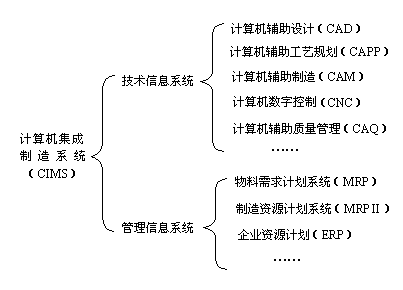 计算机辅助设计（CAD）
计算机辅助工艺规划（CAPP）
技术信息系统
计算机辅助制造（CAM）
计算机数字控制（CNC）
计算机辅助质量管理（CAQ）
……
计算机集成
制造系统
（CIMS）
物料需求计划系统（MRP）
制造资源计划系统（MRPⅡ）
管理信息系统
企业资源计划（ERP）
……